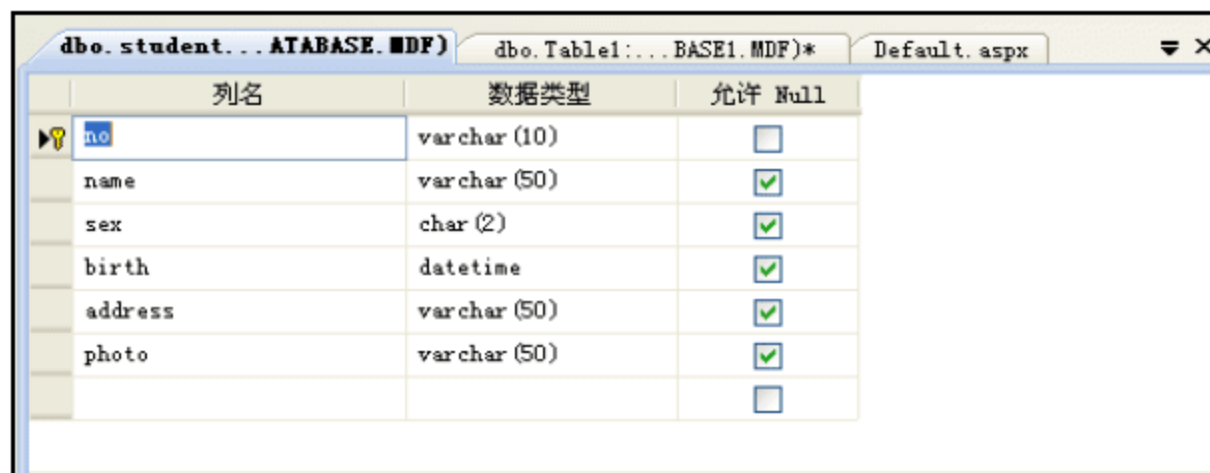 dbo.student...ATABASE.MDF) dbo.Table1:...BASE1.MDF)* Default.aspx
列名 数据类型 允许 Null
no varchar(10)
name varchar(50)
sex char(2)
birth datetime
address varchar(50)
photo varchar(50)